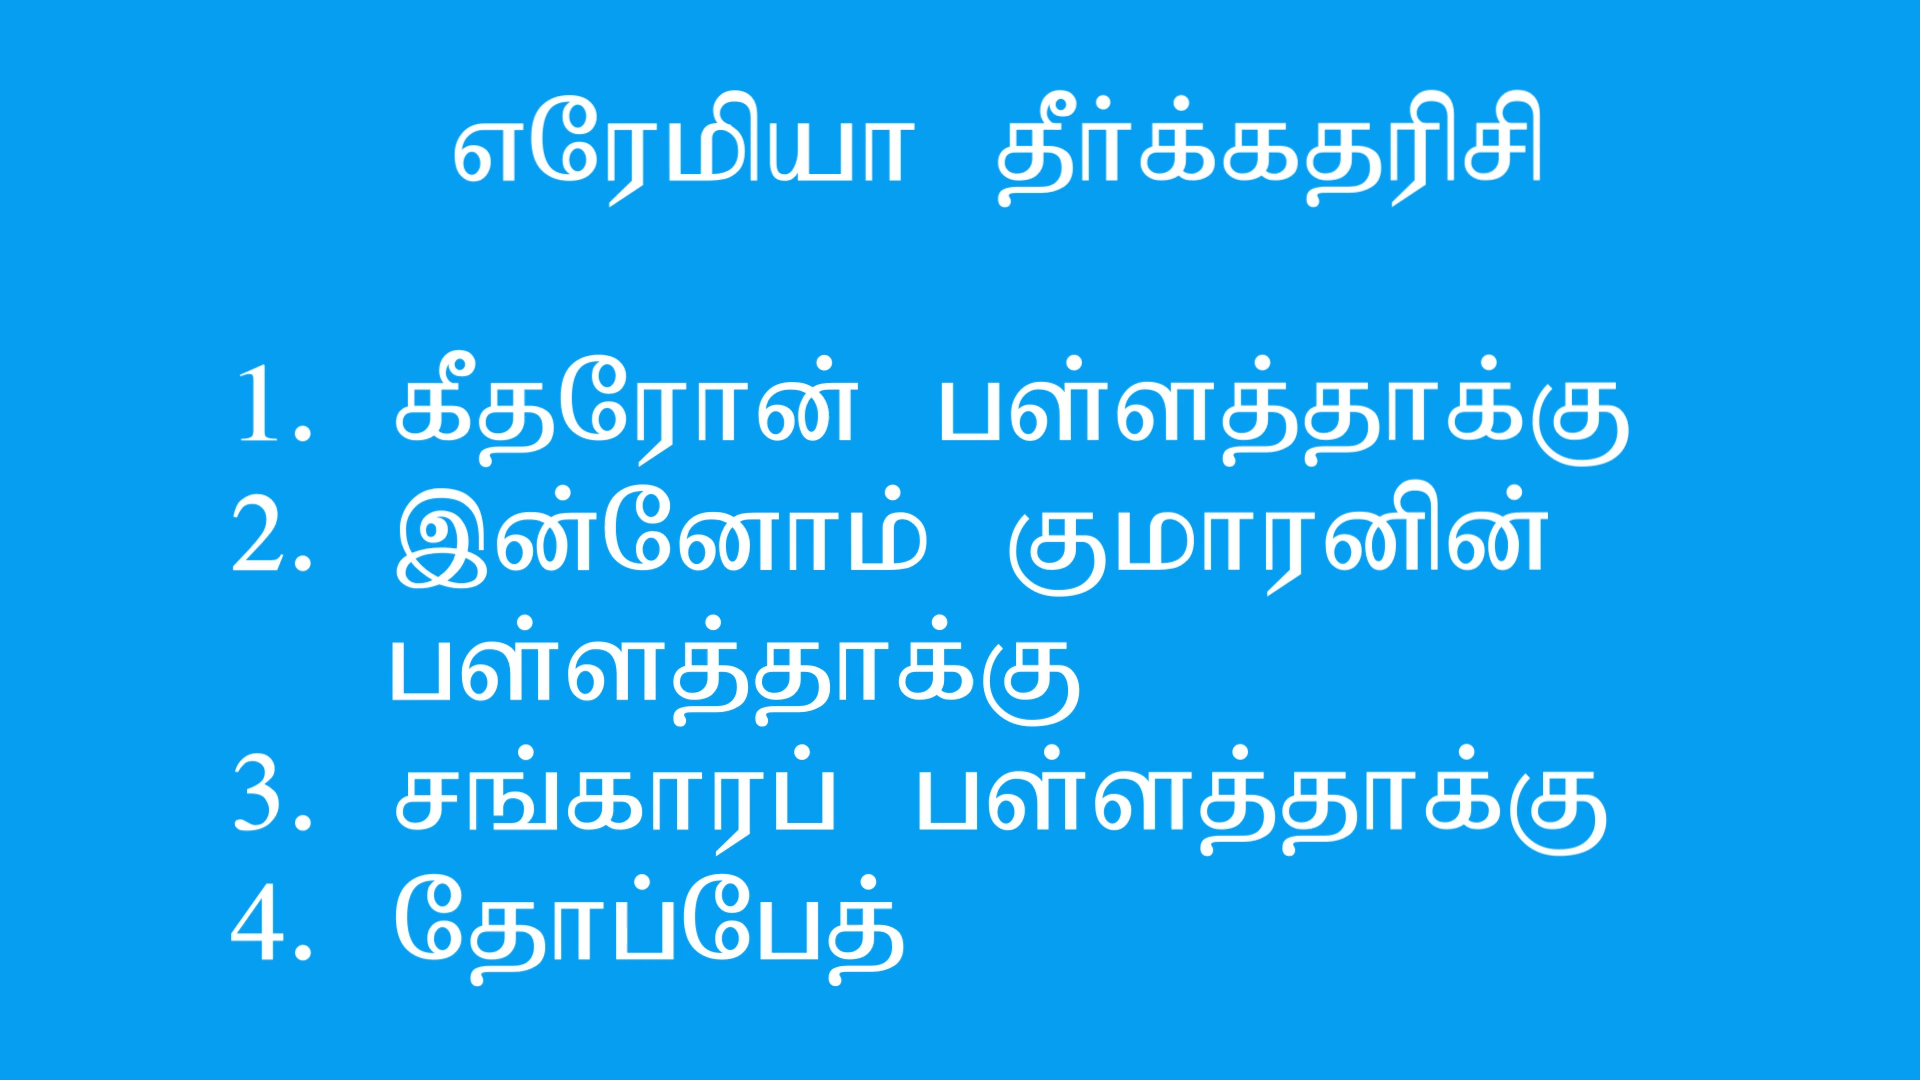 எரேமியா தீர்க்கதரிசி
1. கீதரோன் பள்ளத்தாக்கு
2. இன்னோம் குமாரனின்
பள்ளத்தாக்கு
3. சங்காரப் பள்ளத்தாக்கு
4. தோப்பேத்